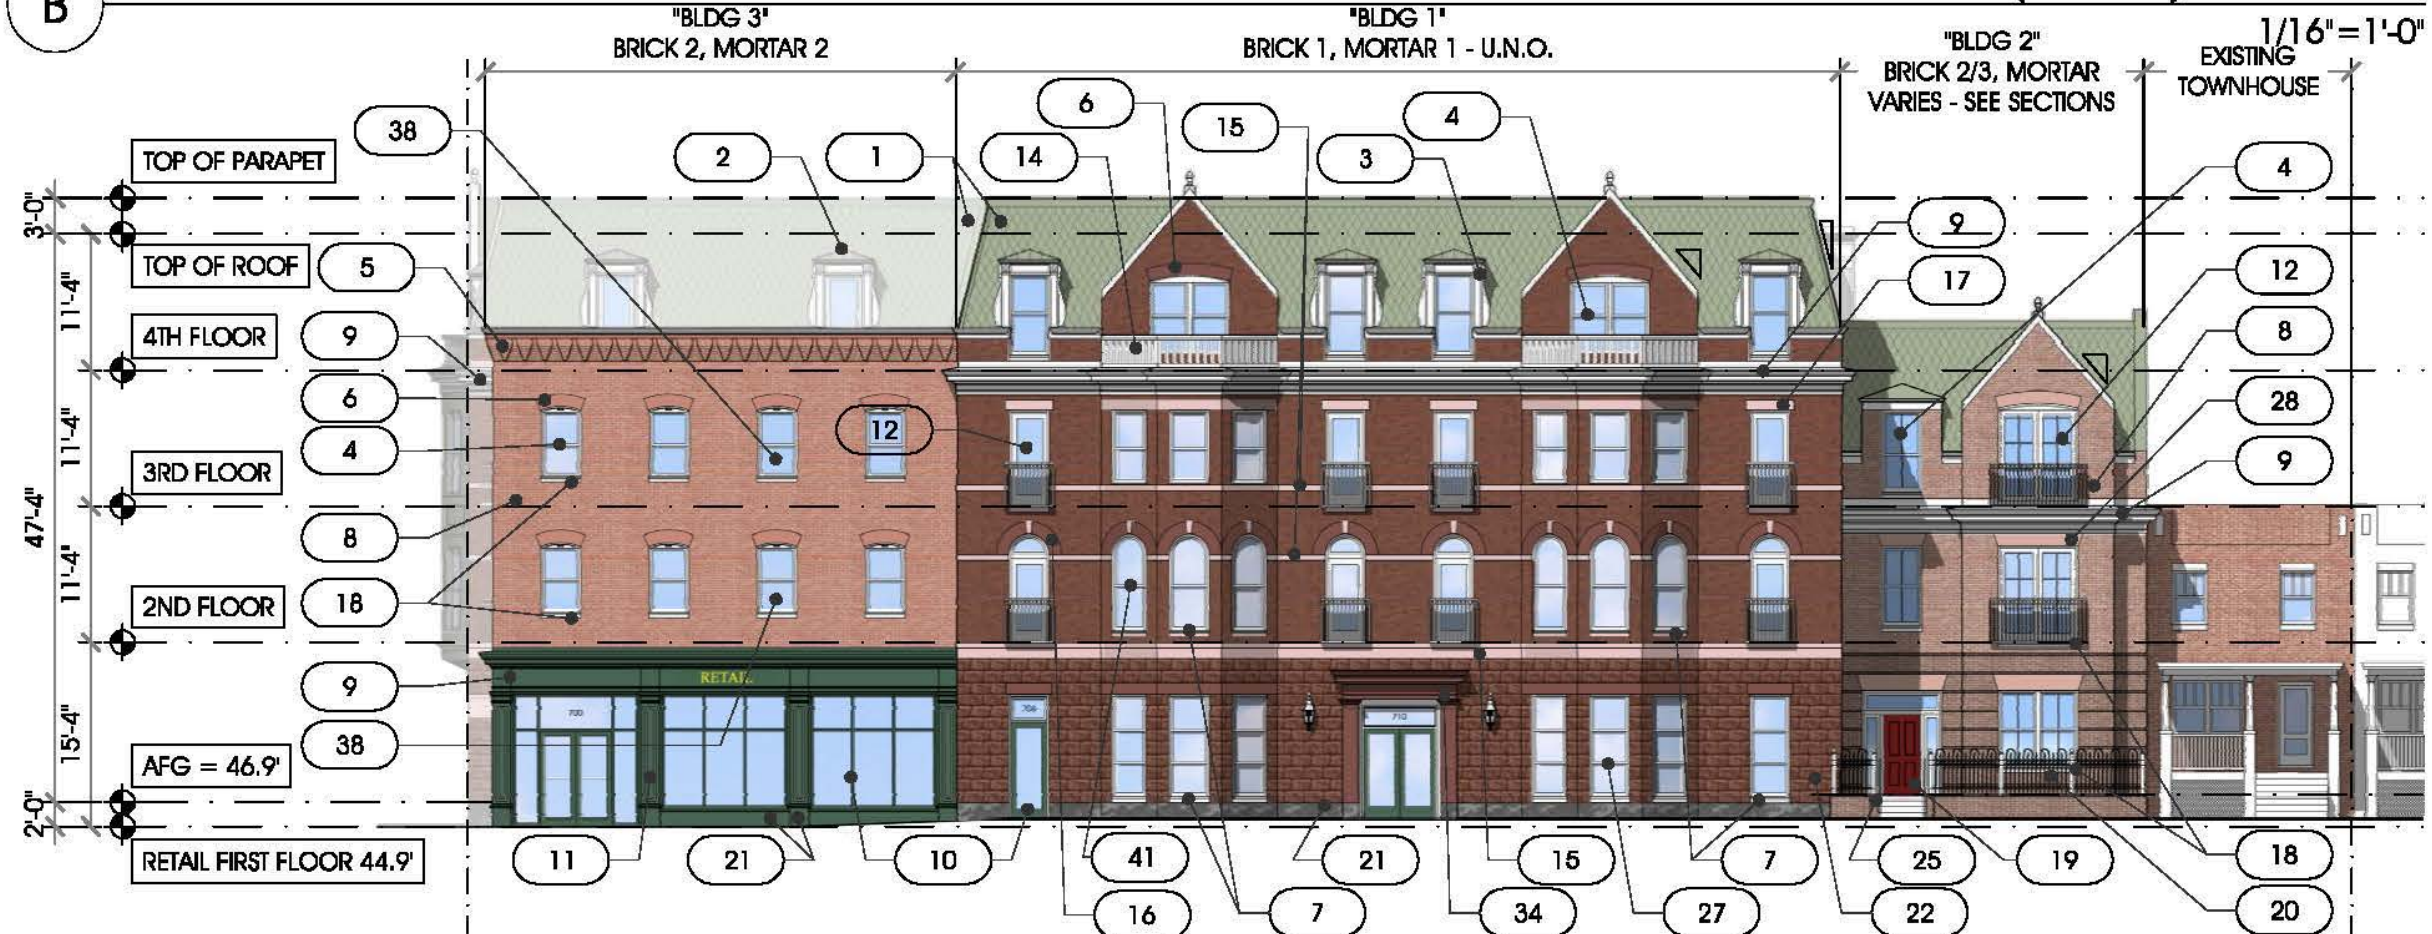 B
"BLDG 3"
BRICK 2, MORTAR 2
"BLDG 1"
BRICK 1, MORTAR 1 - U.N.O.
"BLDG 2"
BRICK 2/3, MORTAR
VARIES - SEE SECTIONS
1/16"=1'-0"
EXISTING
TOWNHOUSE
38
2
1
14
6
15
3
4
4
9
12
17
8
28
9
TOP OF PARAPET
3'-0"
TOP OF ROOF
5
11'-4"
4TH FLOOR
9
6
4
12
11'-4"
3RD FLOOR
47'-4"
8
11'-4"
2ND FLOOR
18
9
RETAIL
15'-4"
38
700
706
710
AFG = 46.9'
2'-0"
RETAIL FIRST FLOOR 44.9'
11
21
10
41
21
15
7
25
19
18
16
7
34
27
22
20